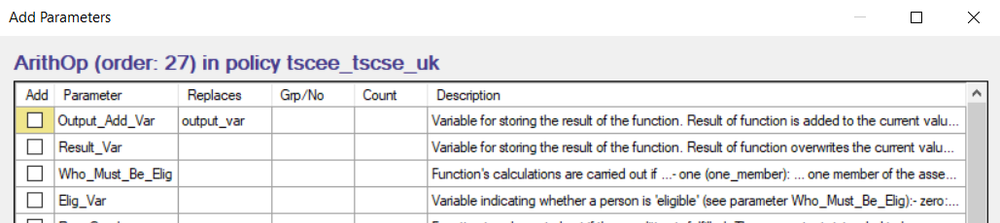 Add Parameters
ArithOp (order: 27) in policy tscee_tscse_uk
Add Parameter Replaces Grp/No Count Description
Output_Add_Var output_var Variable for storing the result of the function. Result of function is added to the current valu...
Result_Var Variable for storing the result of the function. Result of function overwrites the current valu...
Who_Must_Be_Elig Function's calculations are carried out if ...- one (one_member): ... one member of the asse...
Elig_Var Variable indicating whether a person is 'eligible' (see parameter Who_Must_Be_Elig):- zero:...